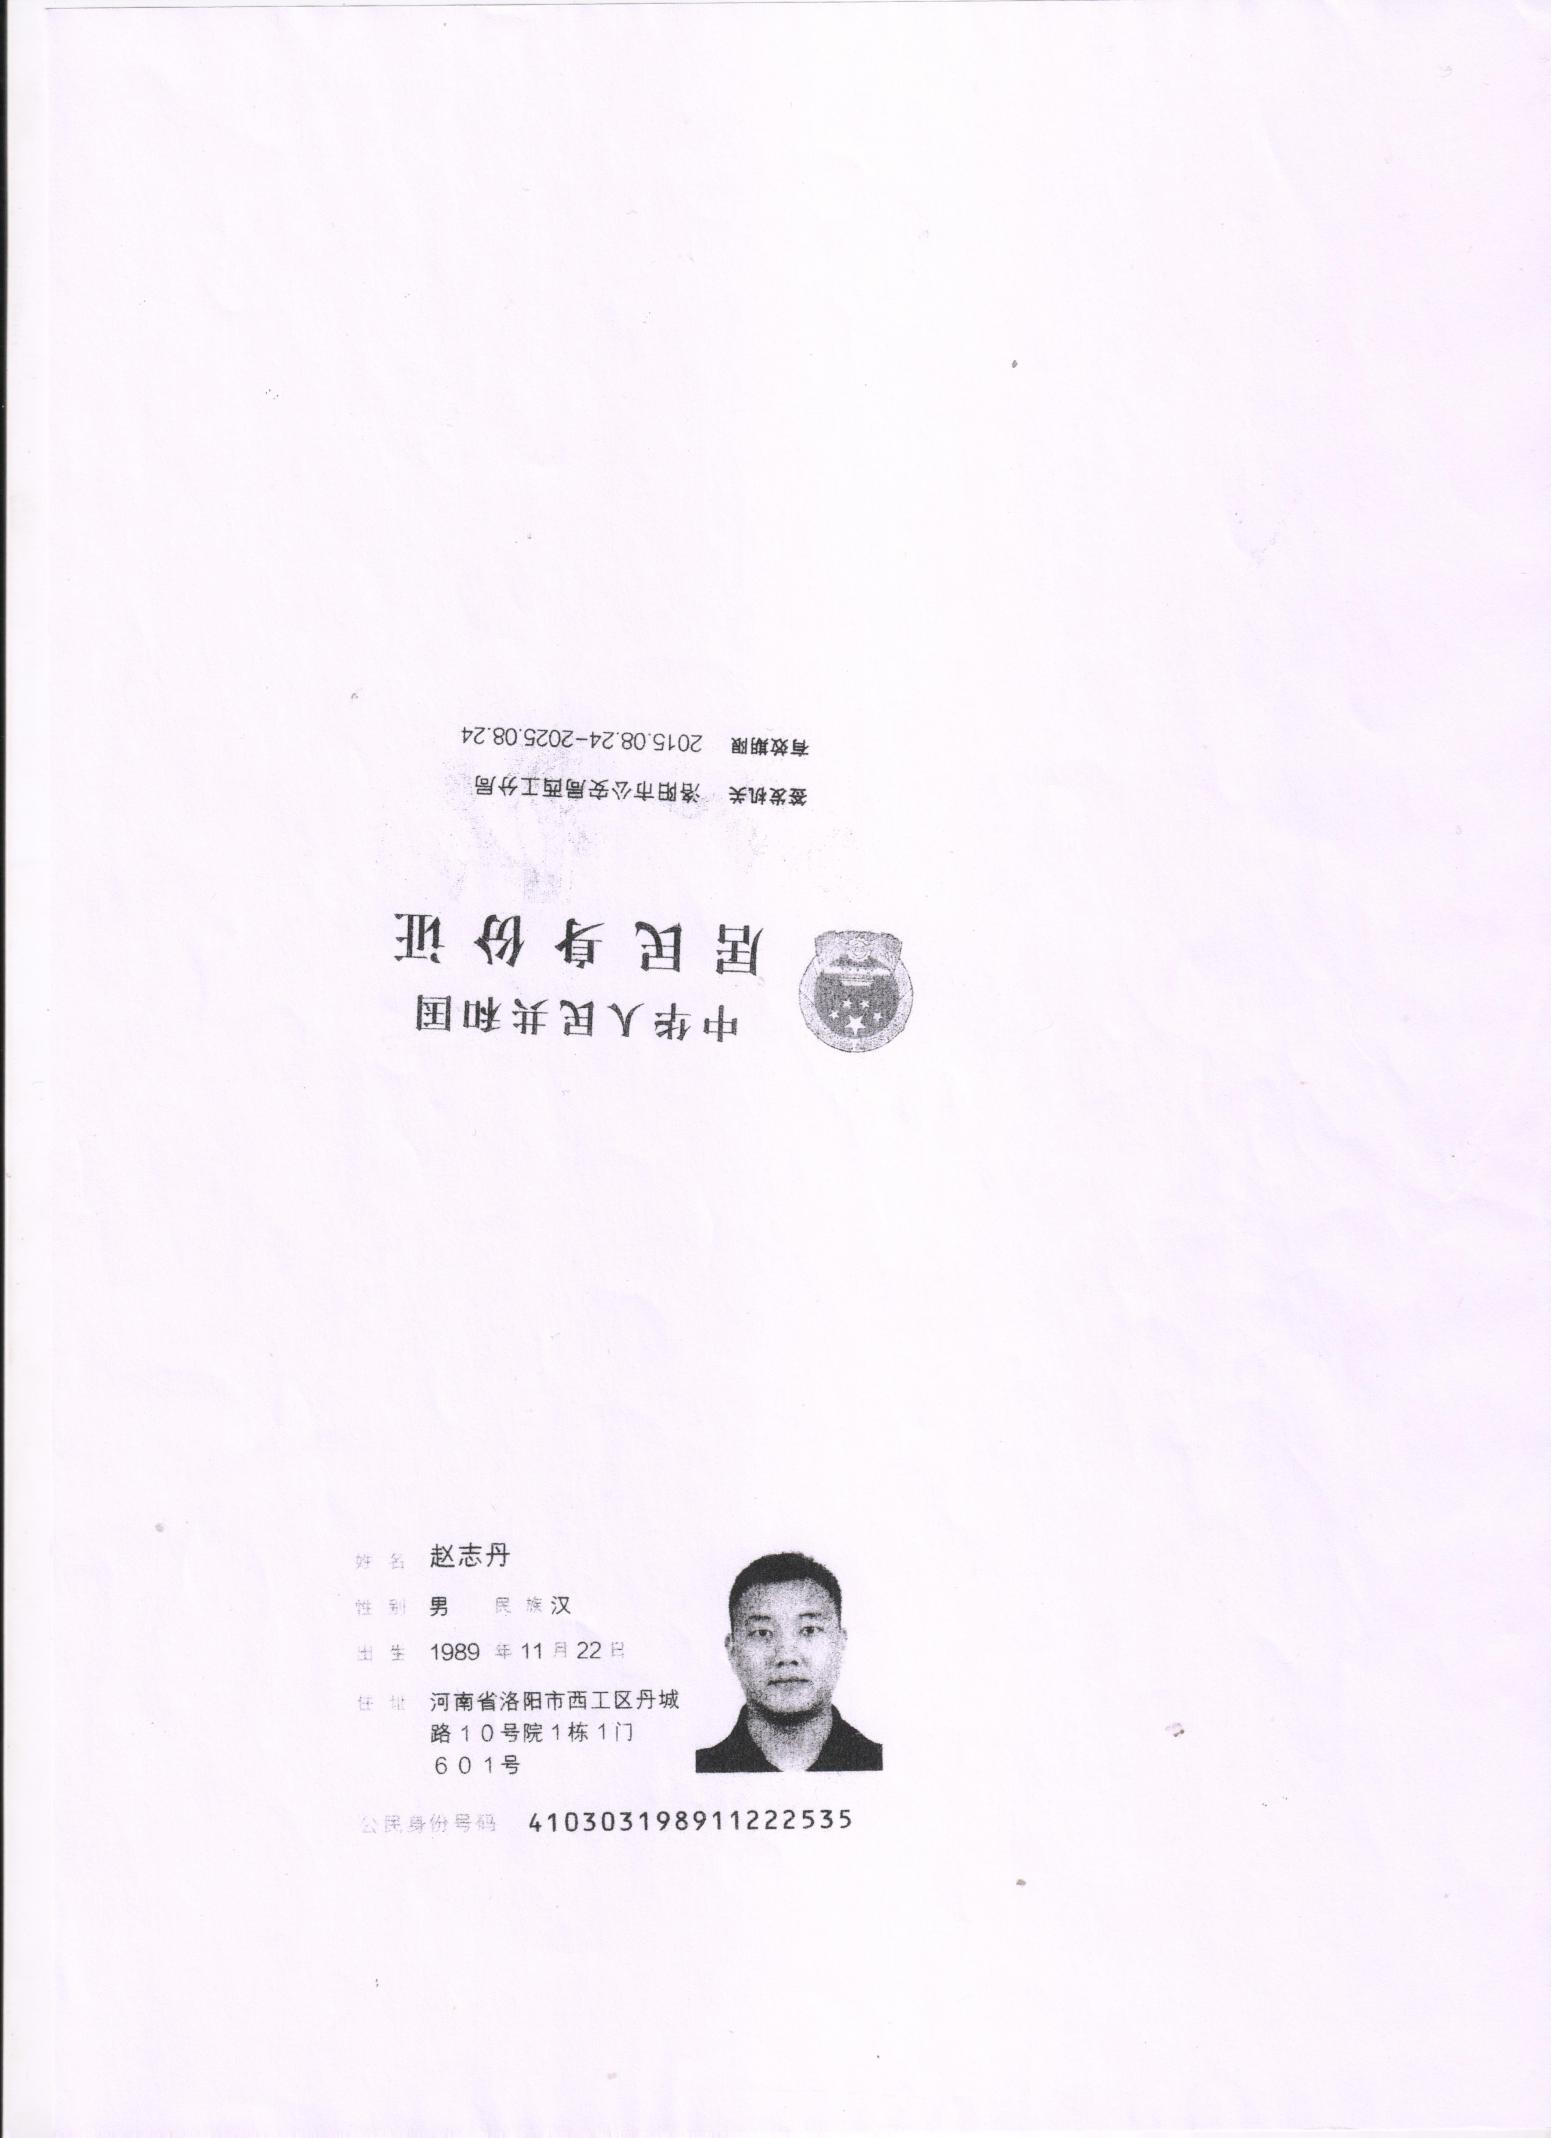 中华人民共和国
居民身份证
签发机关 洛阳市公安局西工分局
有效期限 2015.08.24-2025.08.24
姓名 赵志丹
性别 男 民族 汉
出生 1989 年 11 月 22 日
住址 河南省洛阳市西工区丹城
路10号院1栋1门
601号
公民身份号码 410303198911222535